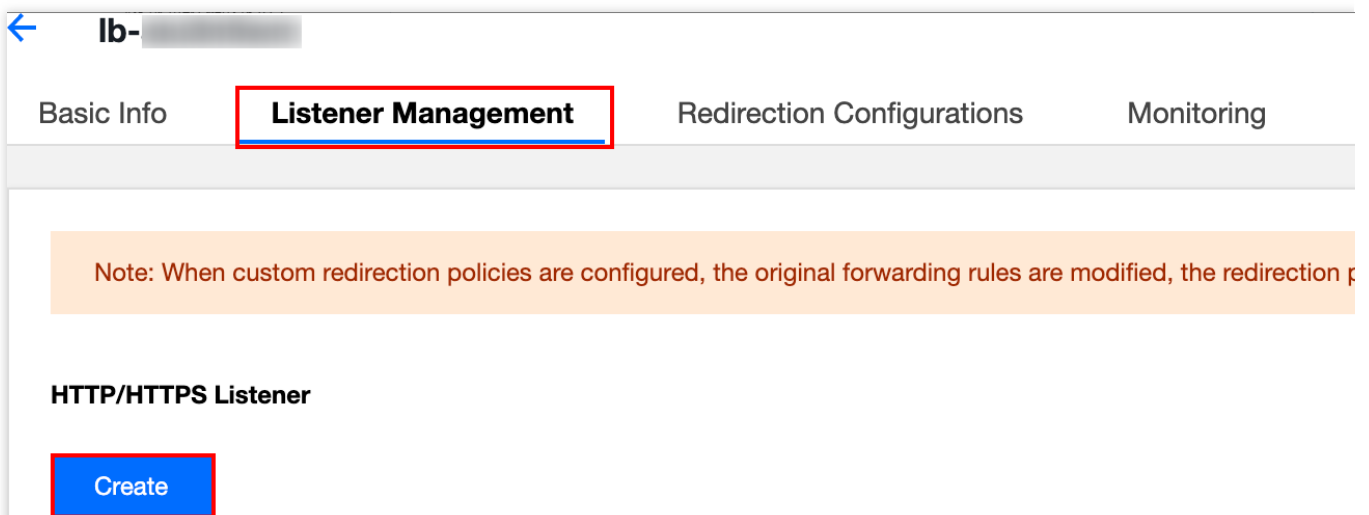 lb-
Basic Info Listener Management Redirection Configurations Monitoring
Note: When custom redirection policies are configured, the original forwarding rules are modified, the redirection
HTTP/HTTPS Listener
Create